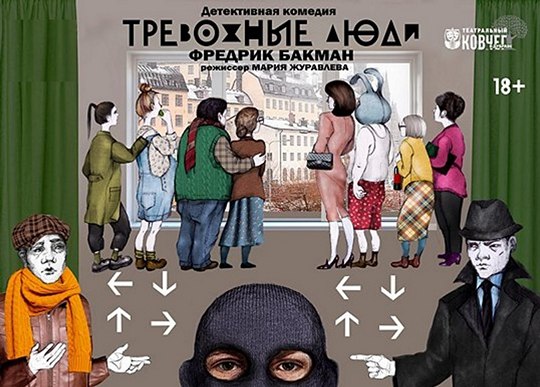 Детективная комедия
ТРЕВОЖНЫЕ ЛЮДИ
ФРЕДРИК БАКМАН
режиссер МАРИЯ ЖУРАВЛЕВА
ТЕАТРАЛЬНЫЙ
КОВЧЕГ
18+